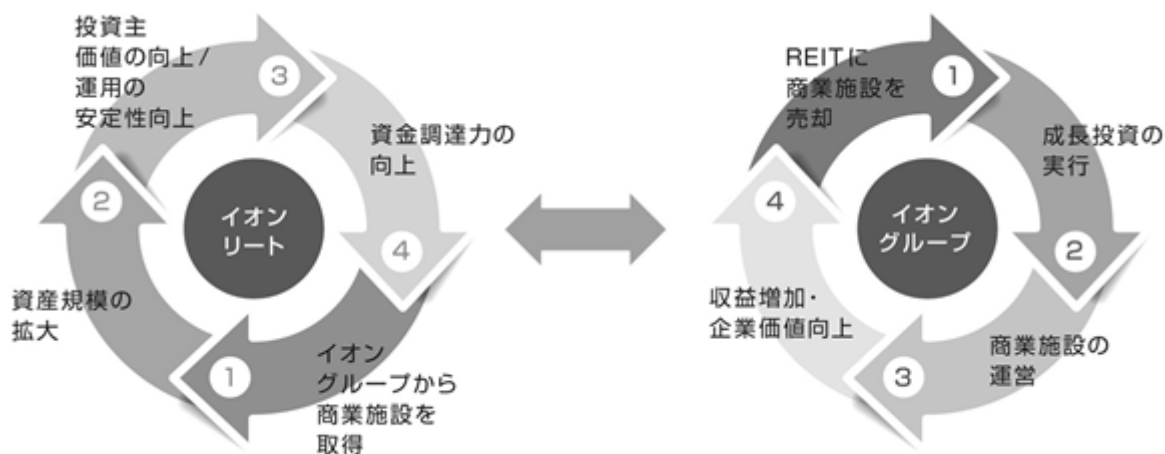 投資主
価値の向上/
運用の
安定性向上
③
資金調達力の
向上
④
イオン
グループから
商業施設を
取得
①
資産規模の
拡大
②
イオン
リート
REITに
商業施設を
売却
①
成長投資の
実行
②
商業施設の
運営
③
収益増加・
企業価値向上
④
イオン
グループ